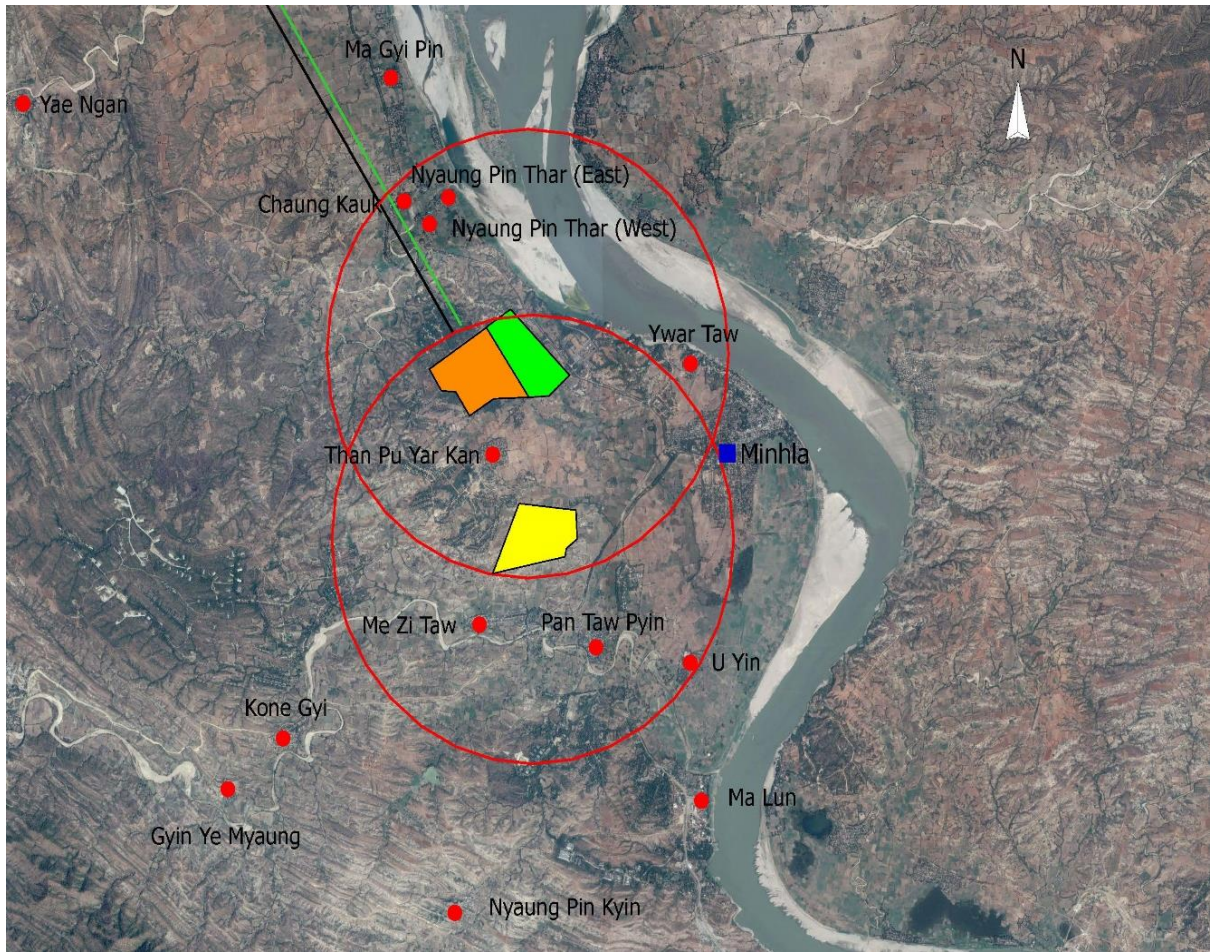 Ma Gyi Pin
N
Yae Ngan
Nyaung Pin Thar (East)
Chaung Kauk
Nyaung Pin Thar (West)
Ywar Taw
Than Pu Yar Kan
Minhla
Me Zi Taw
Pan Taw Pyin
U Yin
Kone Gyi
Ma Lun
Gyin Ye Myaung
Nyaung Pin Kyin